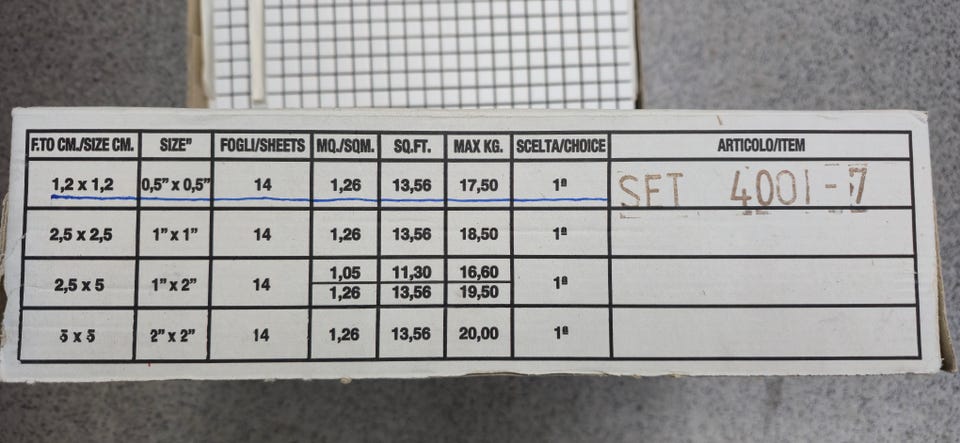 F.TO CM./SIZE CM. SIZE" FOGLI/SHEETS MQ./SQM. SQ.FT. MAX KG. SCELTA/CHOICE ARTICOLO/ITEM
1,2 x 1,2 0,5" x 0,5" 14 1,26 13,56 17,50 1ª SET 4001-7
2,5 x 2,5 1" x 1" 14 1,26 13,56 18,50 1ª
2,5 x 5 1" x 2" 14 1,05 11,30 16,60 1ª
1,26 13,56 19,50
5 x 5 2" x 2" 14 1,26 13,56 20,00 1ª